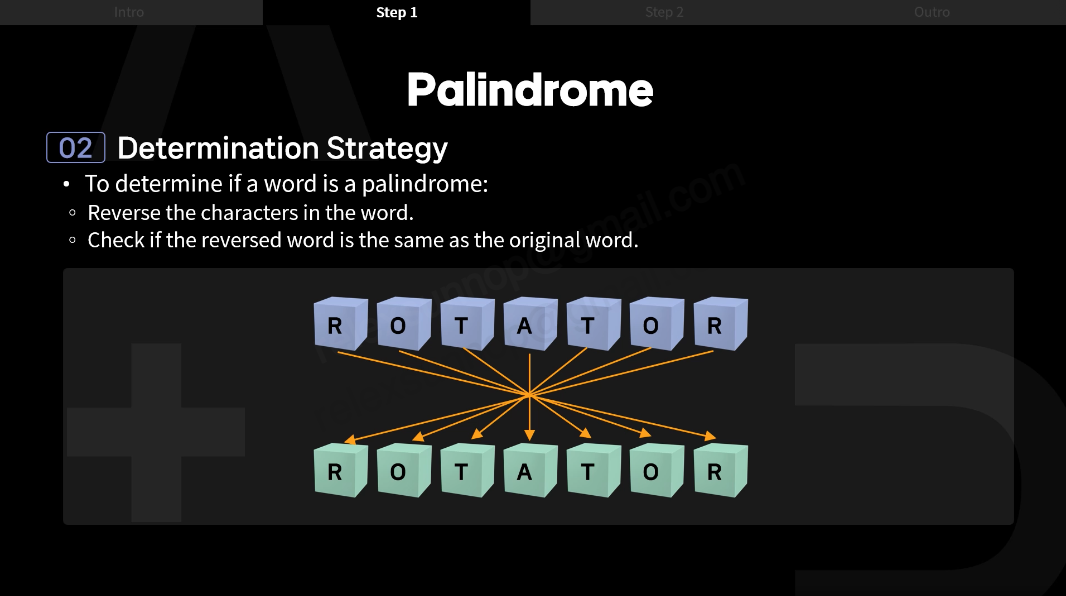 Intro
Step 1
Step 2
Outro
Palindrome
02 Determination Strategy
• To determine if a word is a palindrome:
◦ Reverse the characters in the word.
◦ Check if the reversed word is the same as the original word.
R O T A T O R
R O T A T O R